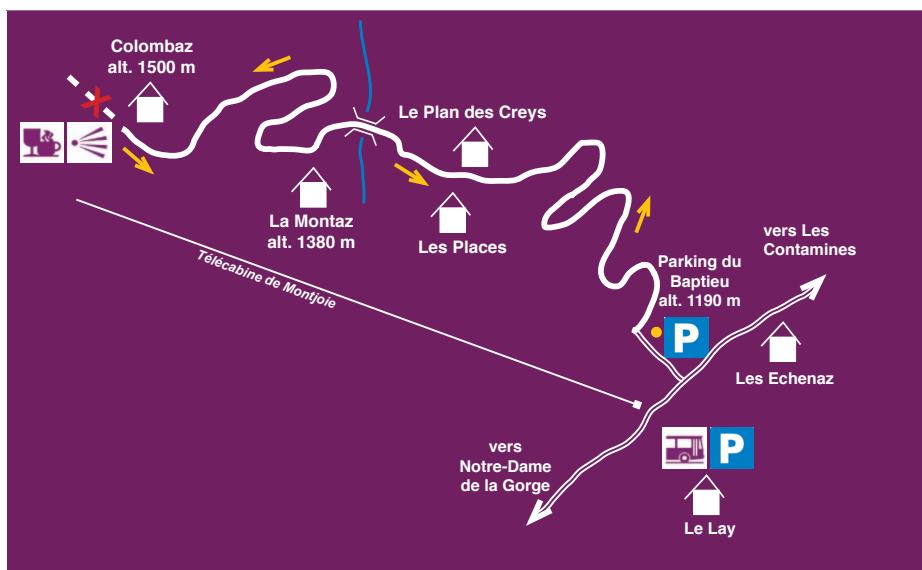 Colombaz
alt. 1500 m
Le Plan des Creys
La Montaz
alt. 1380 m
Les Places
Télécabine de Montjoie
vers Les
Contamines
Parking du
Baptieu
alt. 1190 m
P
Les Echenaz
vers
Notre-Dame
de la Gorge
P
Le Lay